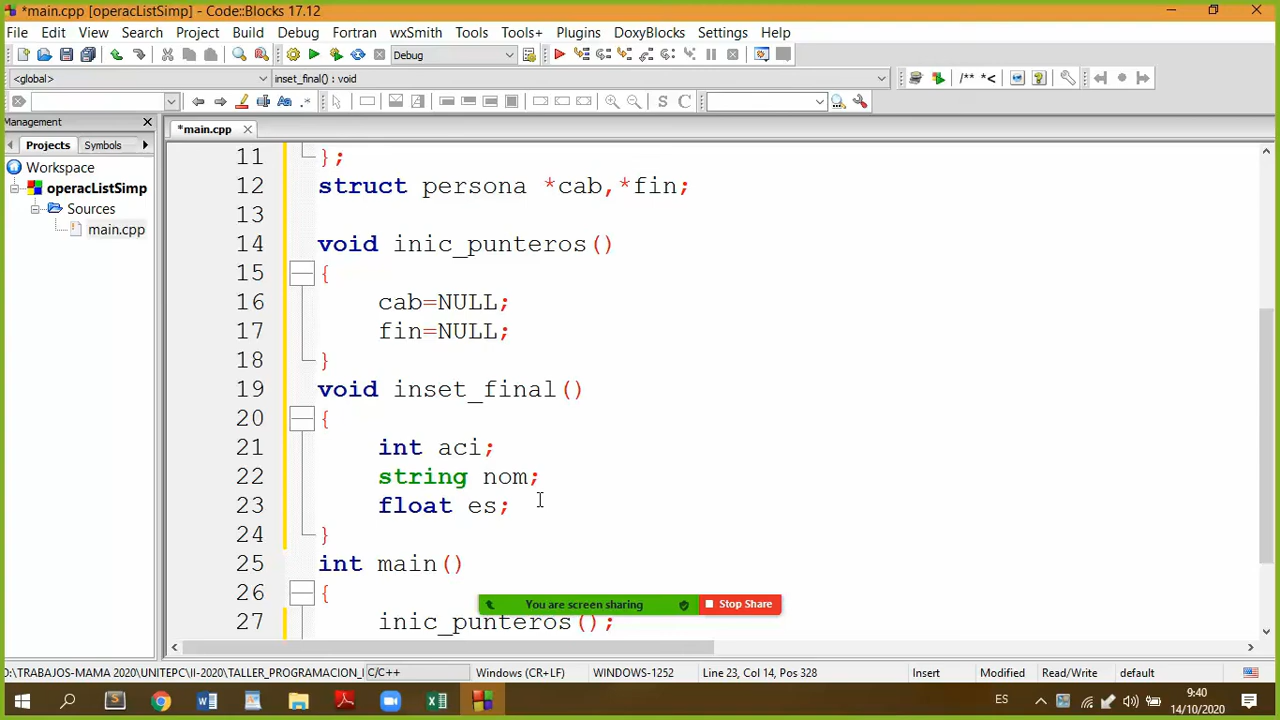 *main.cpp [operacListSimp] - Code::Blocks 17.12
File Edit View Search Project Build Debug Fortran wxSmith Tools Tools+ Plugins DoxyBlocks Settings Help
Debug
<global> inset_final() : void
/** *<
Aa .* S C
Management
*main.cpp
Projects Symbols
Workspace
operacListSimp
Sources
main.cpp
11 };
12 struct persona *cab,*fin;
13
14 void inic_punteros()
15 {
16 cab=NULL;
17 fin=NULL;
18 }
19 void inset_final()
20 {
21 int aci;
22 string nom;
23 float es;
24 }
25 int main()
26 {
27 inic_punteros();
You are screen sharing Stop Share
D:\TRABAJOS-MAMA 2020\UNITEPC\II-2020\TALLER_PROGRAMACION_I C/C++ Windows (CR+LF) WINDOWS-1252 Line 23, Col 14, Pos 328 Insert Modified Read/Write default
ES 9:40
14/10/2020